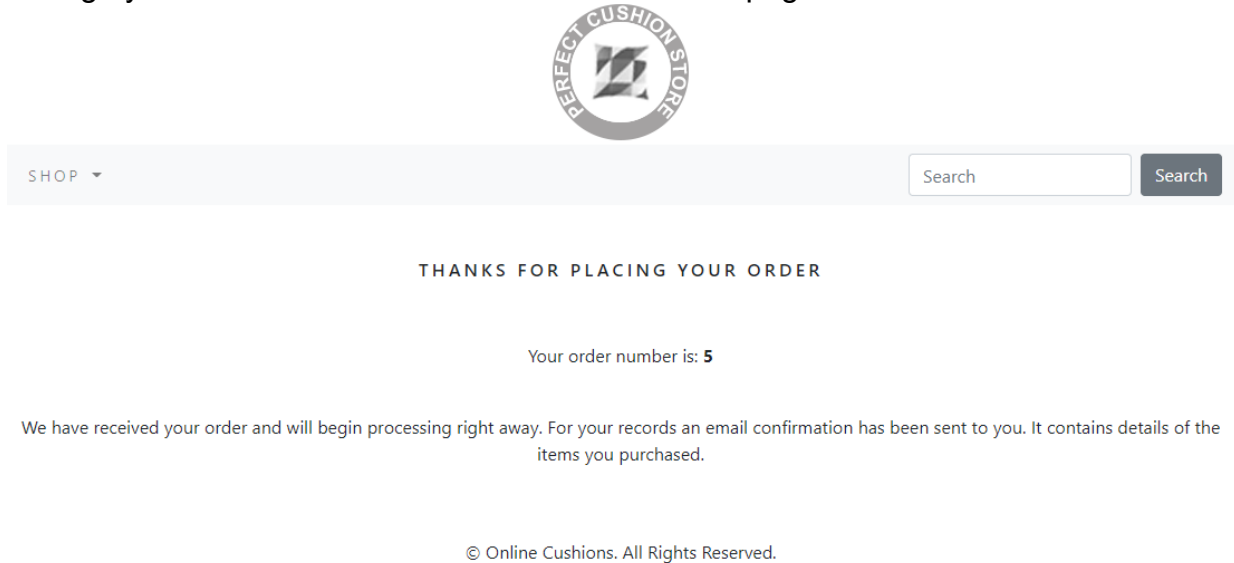 PERFECT CUSHION STORE
SHOP
Search
Search
THANKS FOR PLACING YOUR ORDER
Your order number is: 5
We have received your order and will begin processing right away. For your records an email confirmation has been sent to you. It contains details of the
items you purchased.
© Online Cushions. All Rights Reserved.